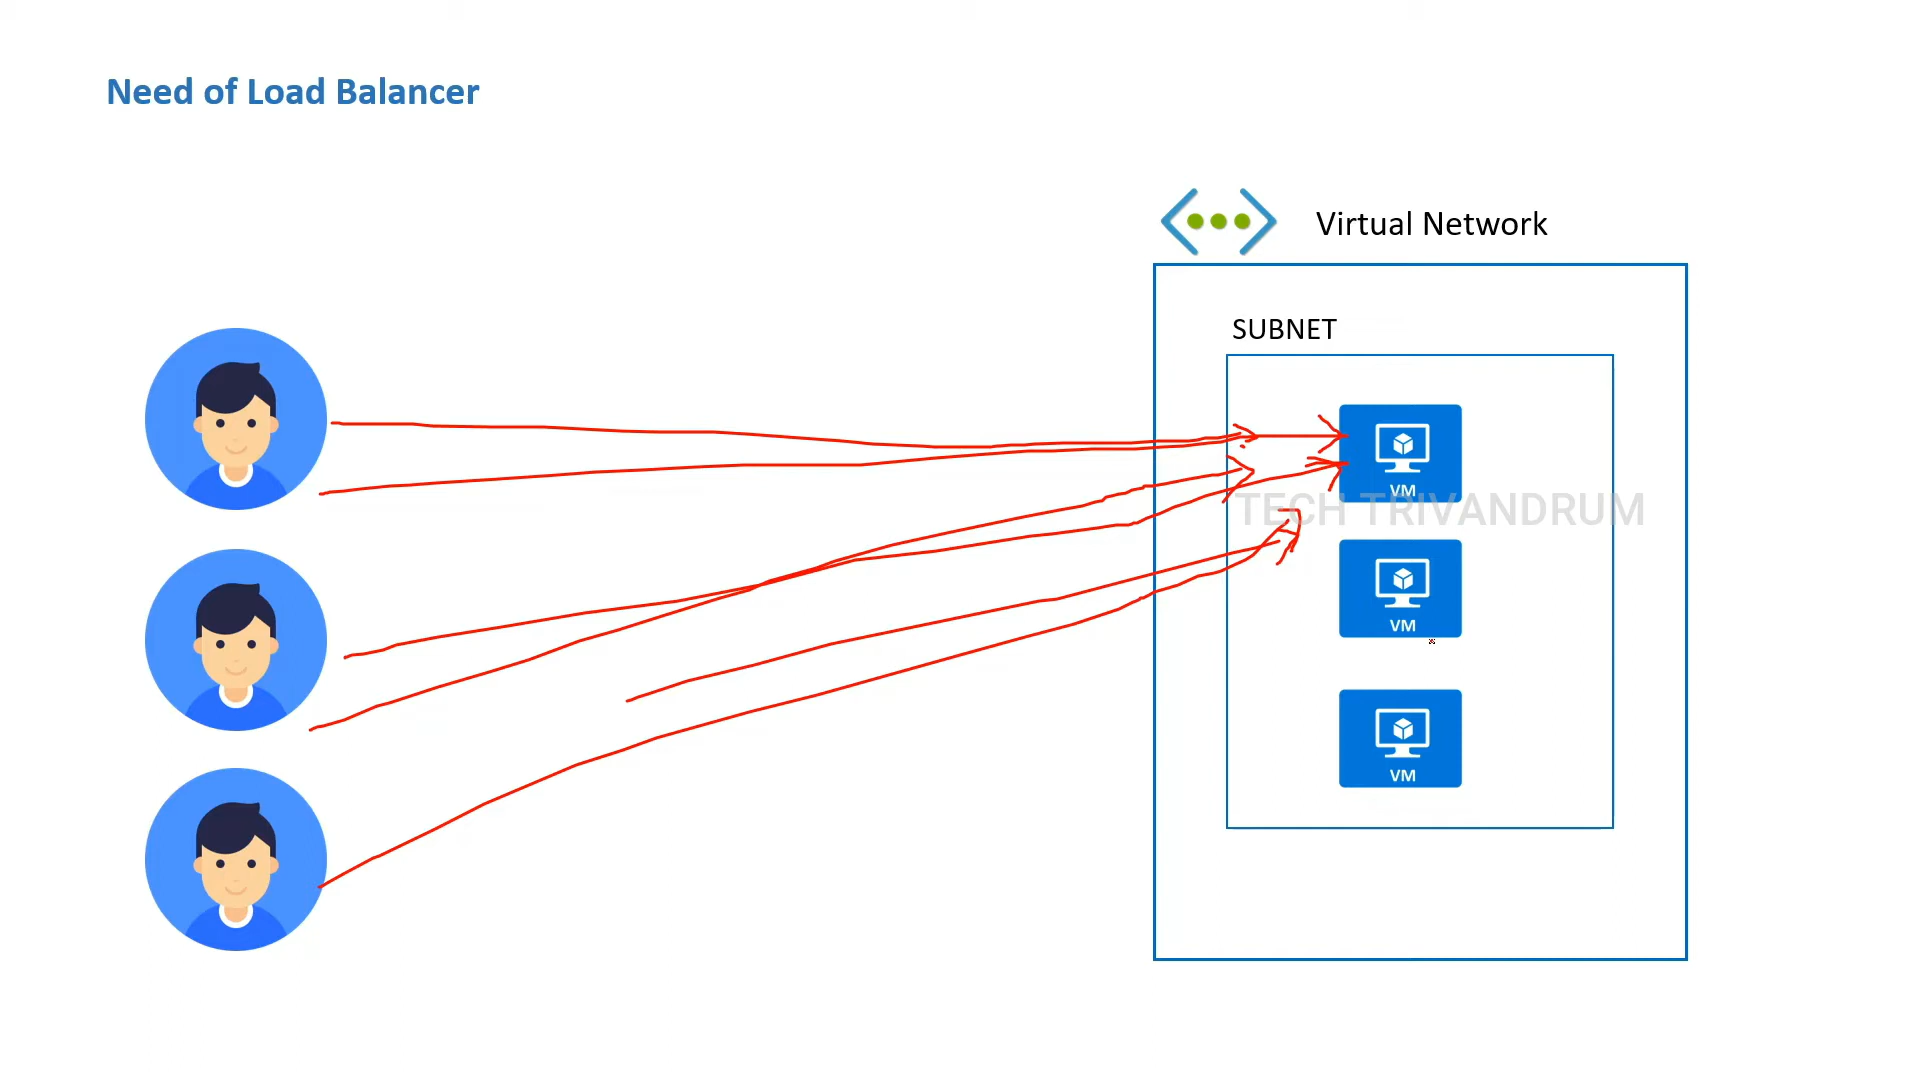 Need of Load Balancer
Virtual Network
SUBNET
VM
TECH TRIVANDRUM
VM
VM